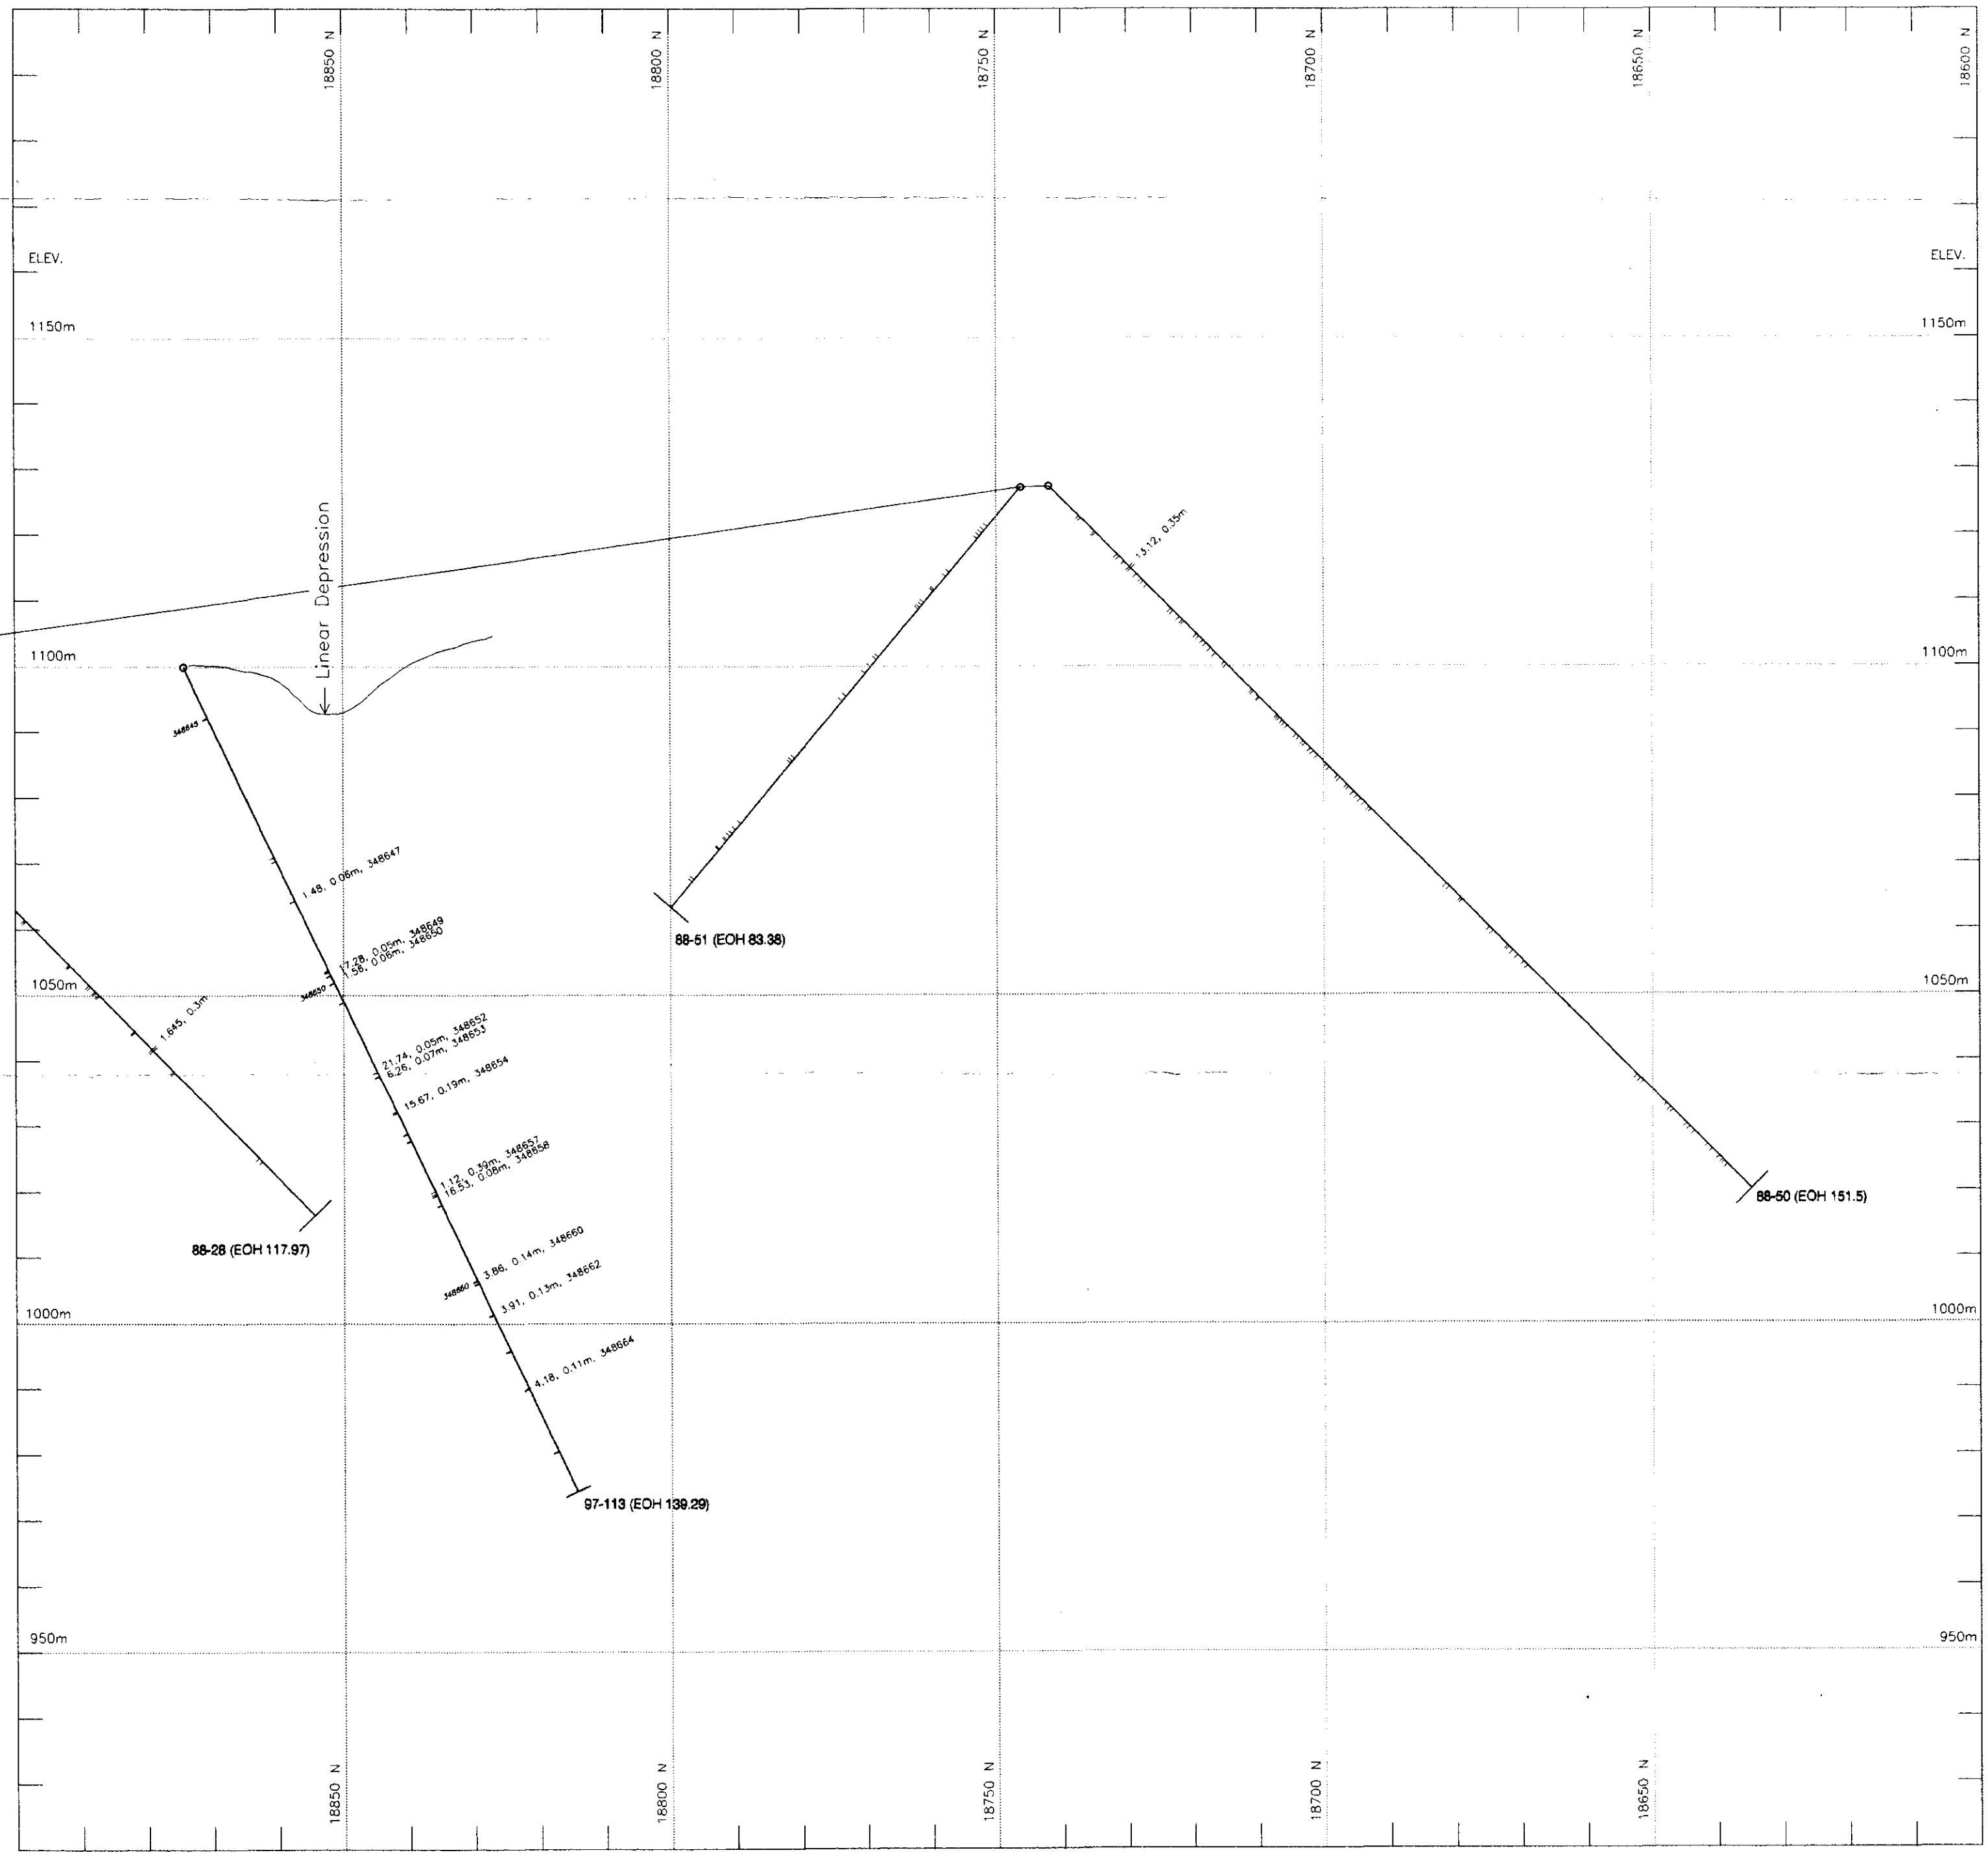 18850 N
18800 N
18750 N
18700 N
18650 N
18600 N
ELEV.
ELEV.
1150m
1150m
Linear Depression
13.12, 0.35m
1100m
1100m
348645
1.48, 0.06m, 348647
17.28, 0.05m, 348649
1.58, 0.06m, 348650
348650
88-51 (EOH 83.38)
1050m
1050m
1.645, 0.3m
21.74, 0.05m, 348652
6.26, 0.07m, 348653
15.67, 0.19m, 348654
1.12, 0.39m, 348657
16.53, 0.08m, 348658
88-50 (EOH 151.5)
88-28 (EOH 117.97)
3.86, 0.14m, 348660
348660
3.91, 0.13m, 348662
1000m
1000m
4.18, 0.11m, 348664
97-113 (EOH 139.29)
950m
950m
18850 N
18800 N
18750 N
18700 N
18650 N